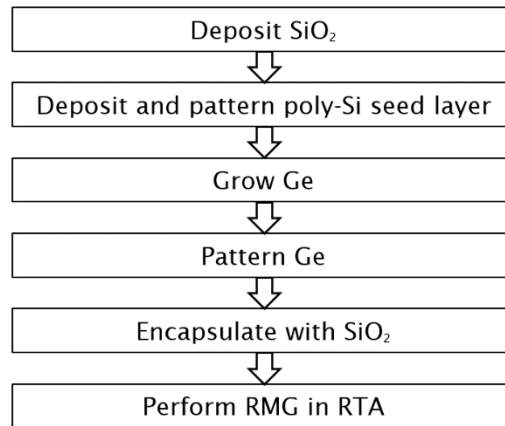 Deposit SiO₂
Deposit and pattern poly-Si seed layer
Grow Ge
Pattern Ge
Encapsulate with SiO₂
Perform RMG in RTA